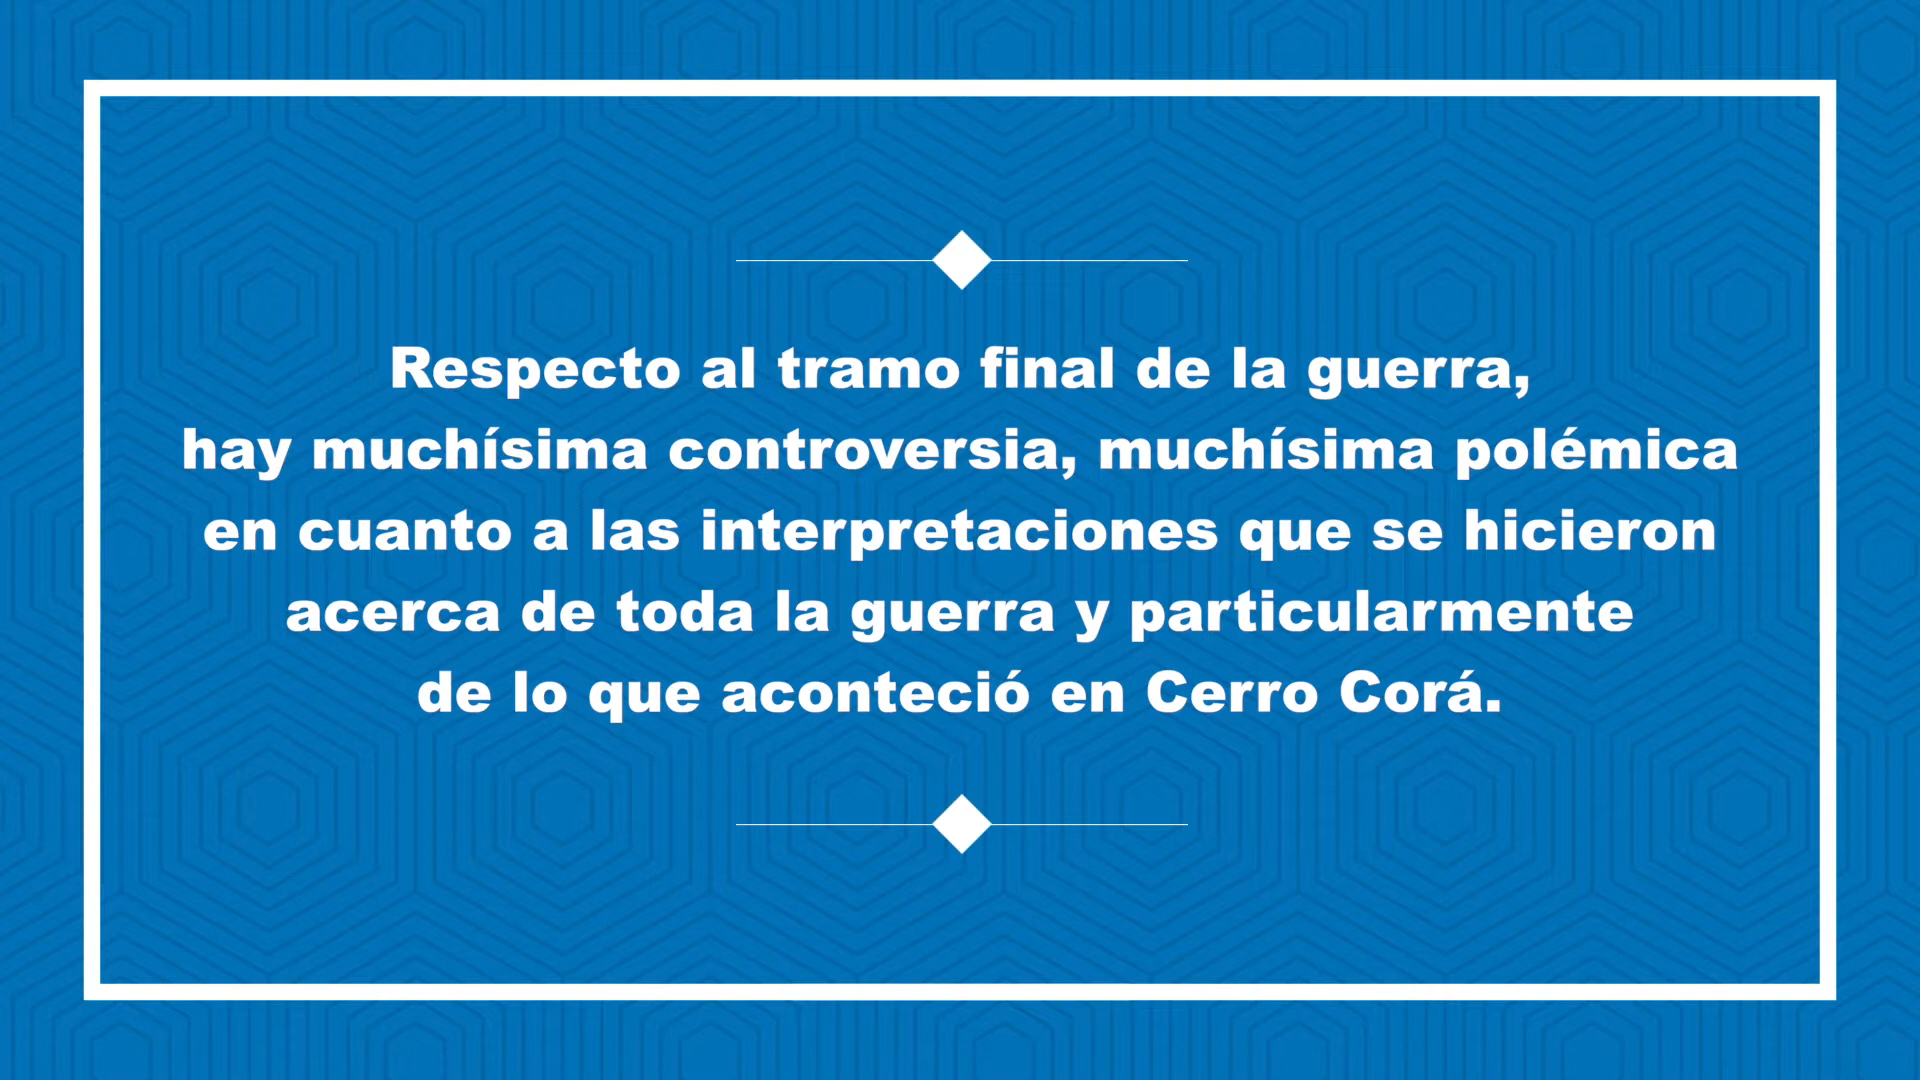 Respecto al tramo final de la guerra,
hay muchísima controversia, muchísima polémica
en cuanto a las interpretaciones que se hicieron
acerca de toda la guerra y particularmente
de lo que aconteció en Cerro Corá.